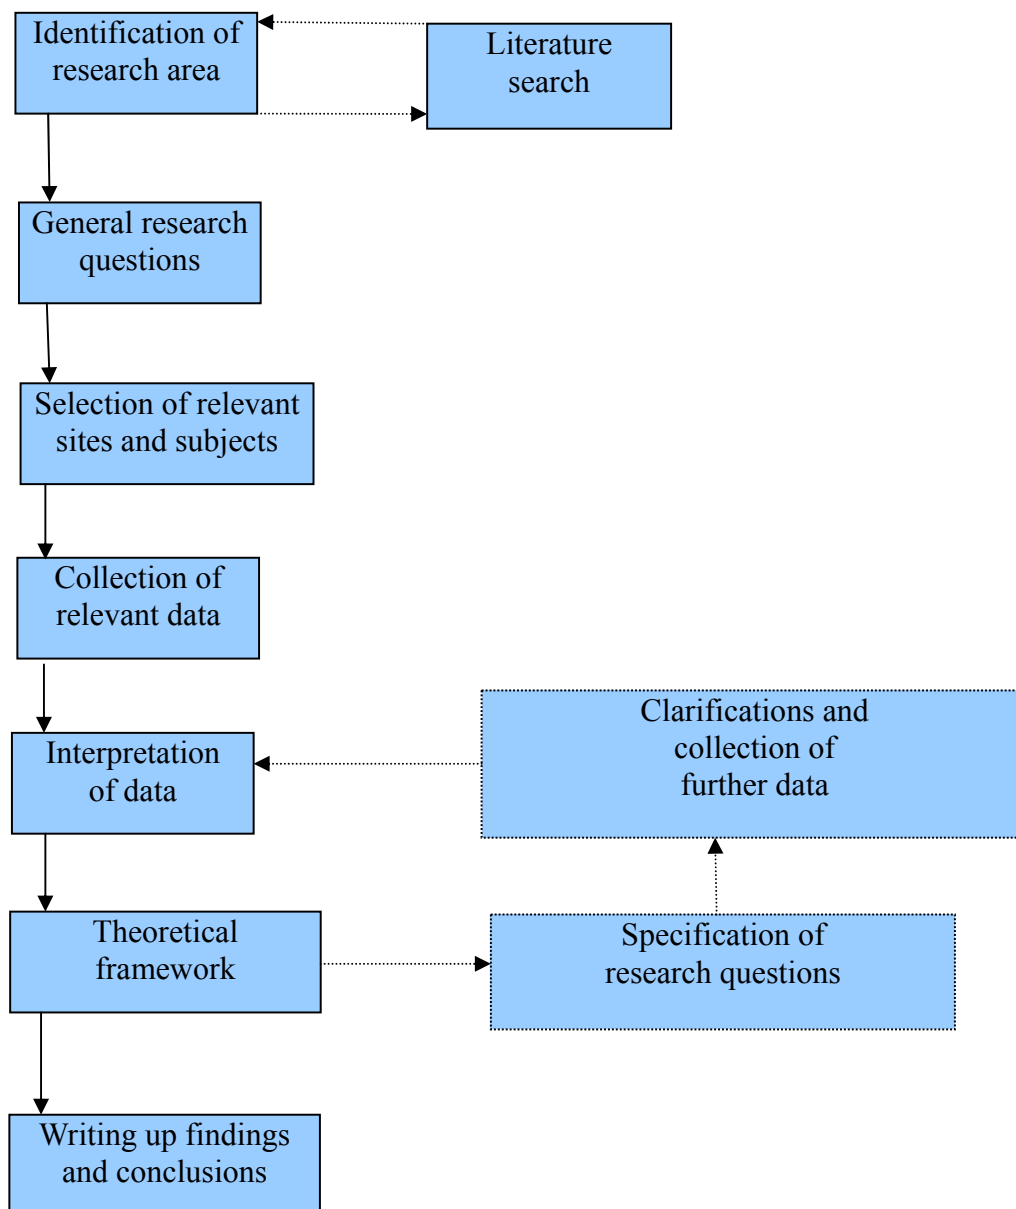 Identification of
research area
Literature
search
General research
questions
Selection of relevant
sites and subjects
Collection of
relevant data
Interpretation
of data
Clarifications and
collection of
further data
Theoretical
framework
Specification of
research questions
Writing up findings
and conclusions